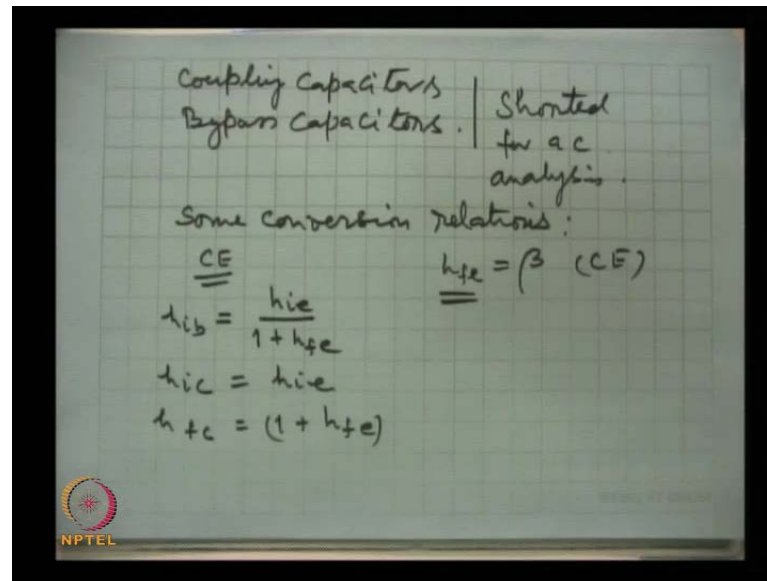 Coupling Capacitors
Bypass Capacitors.
Shorted
for ac
analysis.
Some conversion relations:
CE
hfe = β (CE)
hib = hie / 1 + hfe
hic = hie
hfc = (1 + hfe)
NPTEL